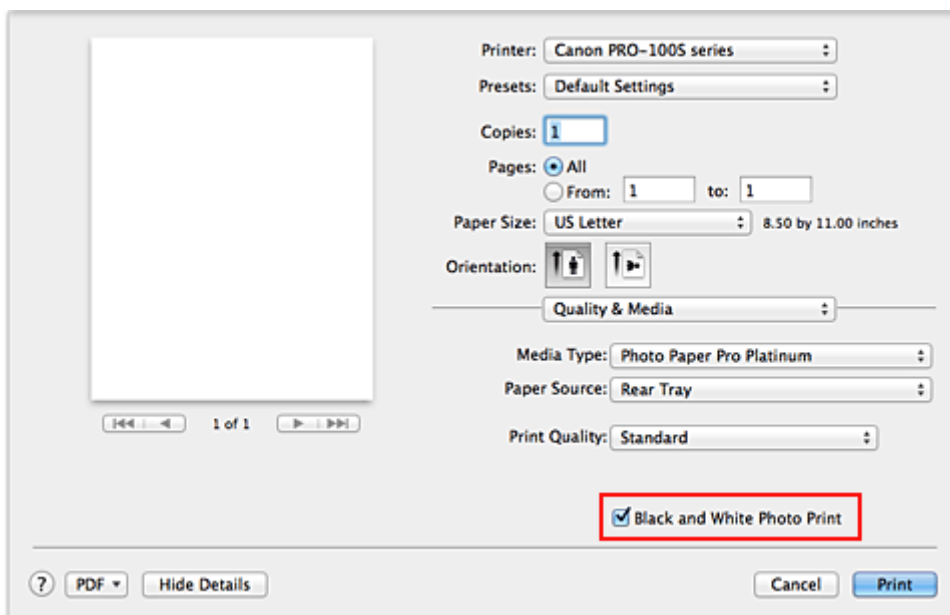 Printer: Canon PRO-100S series
Presets: Default Settings
Copies: 1
Pages: All
From: 1 to: 1
Paper Size: US Letter 8.50 by 11.00 inches
Orientation:
Quality & Media
Media Type: Photo Paper Pro Platinum
Paper Source: Rear Tray
1 of 1
Print Quality: Standard
Black and White Photo Print
? PDF Hide Details Cancel Print